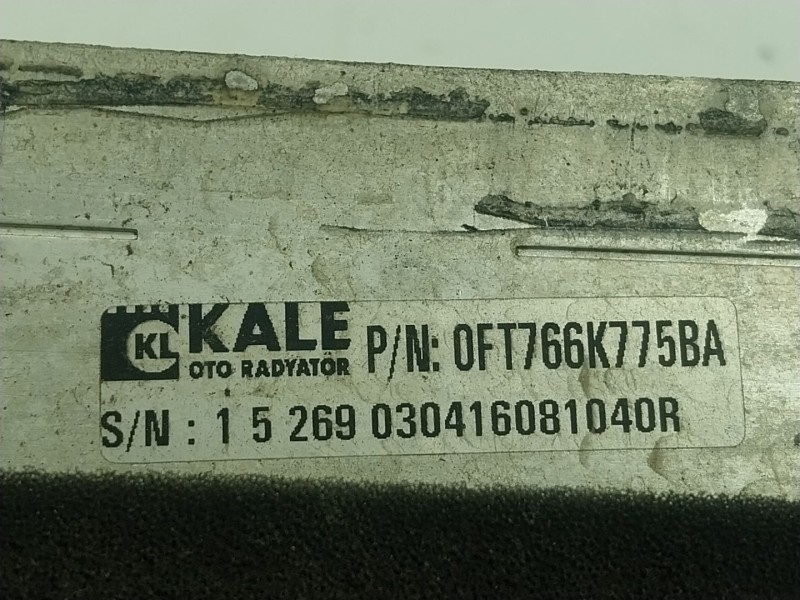 KL KALE
OTO RADYATÖR
P/N: 0FT766K775BA
S/N : 1 5 269 030416081040R